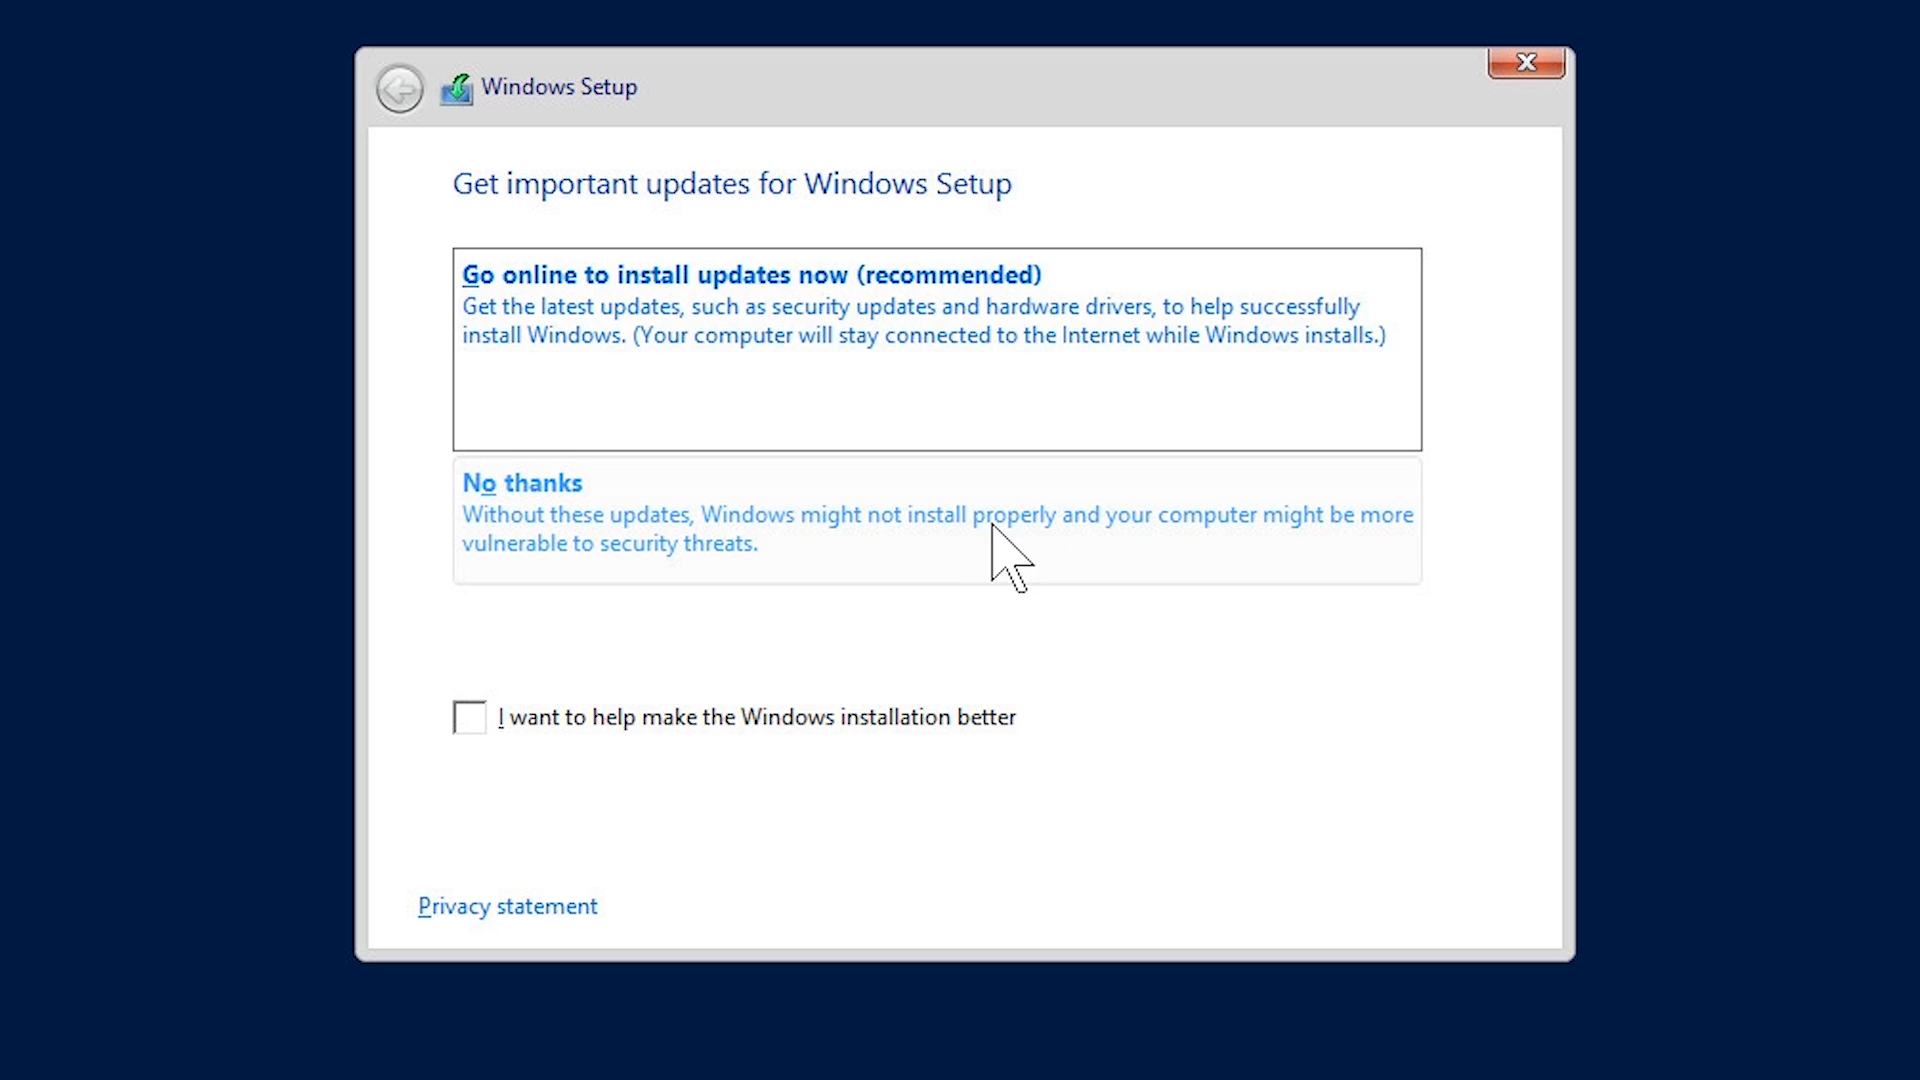 Windows Setup
Get important updates for Windows Setup
Go online to install updates now (recommended)
Get the latest updates, such as security updates and hardware drivers, to help successfully
install Windows. (Your computer will stay connected to the Internet while Windows installs.)
No thanks
Without these updates, Windows might not install properly and your computer might be more
vulnerable to security threats.
I want to help make the Windows installation better
Privacy statement